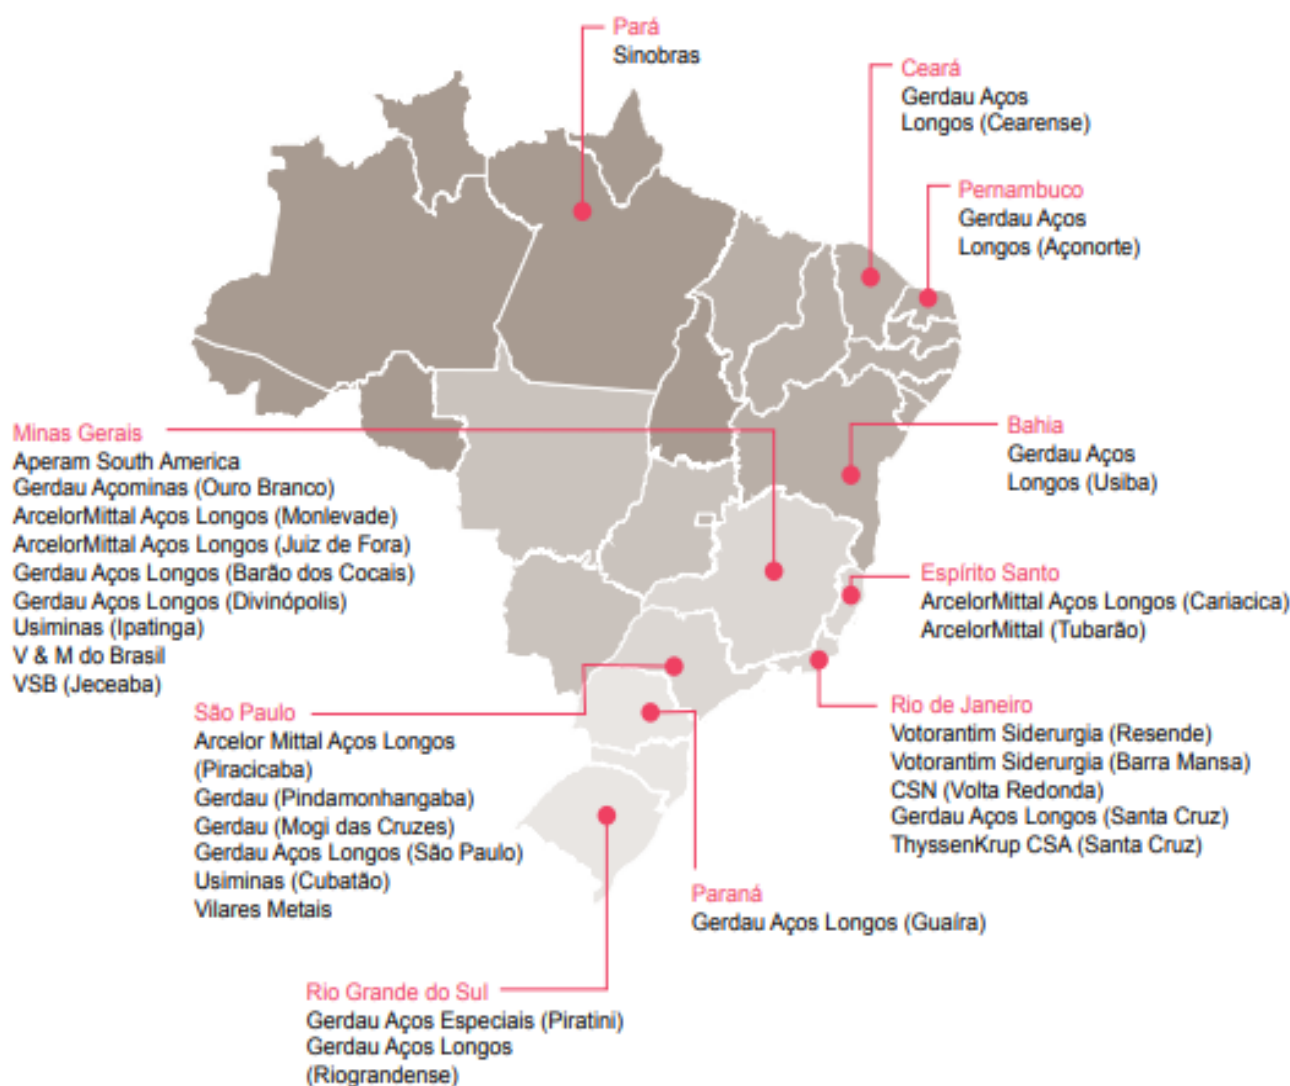 Pará
Sinobras
Ceará
Gerdau Aços
Longos (Cearense)
Pernambuco
Gerdau Aços
Longos (Açonorte)
Minas Gerais
Aperam South America
Gerdau Açominas (Ouro Branco)
ArcelorMittal Aços Longos (Monlevade)
ArcelorMittal Aços Longos (Juiz de Fora)
Gerdau Aços Longos (Barão dos Cocais)
Gerdau Aços Longos (Divinópolis)
Usiminas (Ipatinga)
V & M do Brasil
VSB (Jeceaba)
Bahia
Gerdau Aços
Longos (Usiba)
Espírito Santo
ArcelorMittal Aços Longos (Cariacica)
ArcelorMittal (Tubarão)
Rio de Janeiro
Votorantim Siderurgia (Resende)
Votorantim Siderurgia (Barra Mansa)
CSN (Volta Redonda)
Gerdau Aços Longos (Santa Cruz)
ThyssenKrup CSA (Santa Cruz)
São Paulo
Arcelor Mittal Aços Longos
(Piracicaba)
Gerdau (Pindamonhangaba)
Gerdau (Mogi das Cruzes)
Gerdau Aços Longos (São Paulo)
Usiminas (Cubatão)
Vilares Metais
Paraná
Gerdau Aços Longos (Guaíra)
Rio Grande do Sul
Gerdau Aços Especiais (Piratini)
Gerdau Aços Longos
(Riograndense)